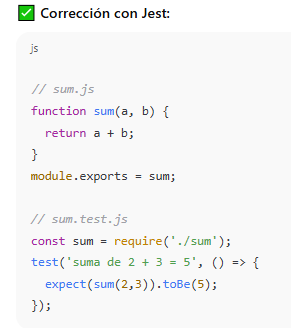 ✅ Corrección con Jest:
js
// sum.js
function sum(a, b) {
  return a + b;
}
module.exports = sum;
// sum.test.js
const sum = require('./sum');
test('suma de 2 + 3 = 5', () => {
  expect(sum(2,3)).toBe(5);
});